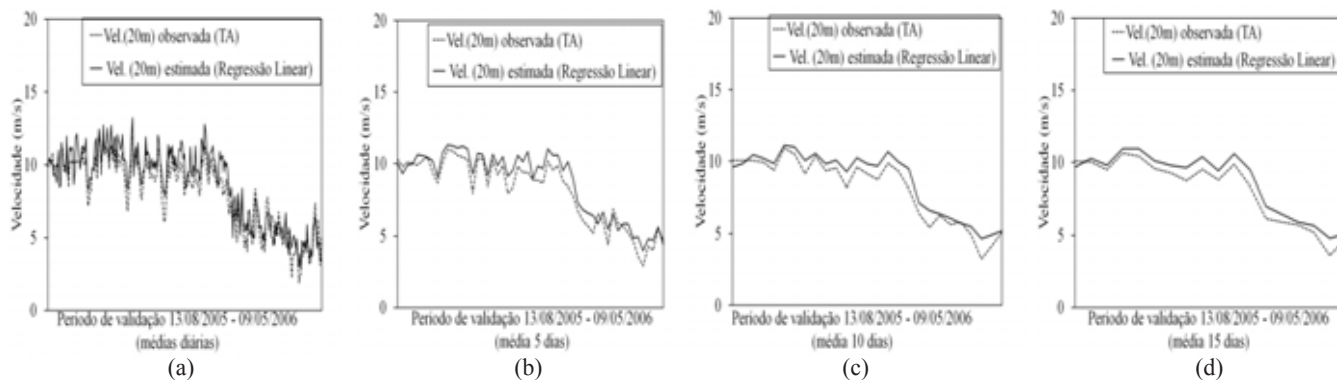 20
15
10
5
0
Velocidade (m/s)
Vel.(20m) observada (TA)
Vel. (20m) estimada (Regressão Linear)
Periodo de validação 13/08/2005 - 09/05/2006
(médias diárias)
(a)
20
15
10
5
0
Velocidade (m/s)
Vel.(20m) observada (TA)
Vel. (20m) estimada (Regressão Linear)
Periodo de validação 13/08/2005 - 09/05/2006
(média 5 dias)
(b)
20
15
10
5
0
Velocidade (m/s)
Vel.(20m) observada (TA)
Vel. (20m) estimada (Regressão Linear)
Periodo de validação 13/08/2005 - 09/05/2006
(média 10 dias)
(c)
20
15
10
5
0
Velocidade (m/s)
Vel.(20m) observada (TA)
Vel. (20m) estimada (Regressão Linear)
Periodo de validação 13/08/2005 - 09/05/2006
(média 15 dias)
(d)